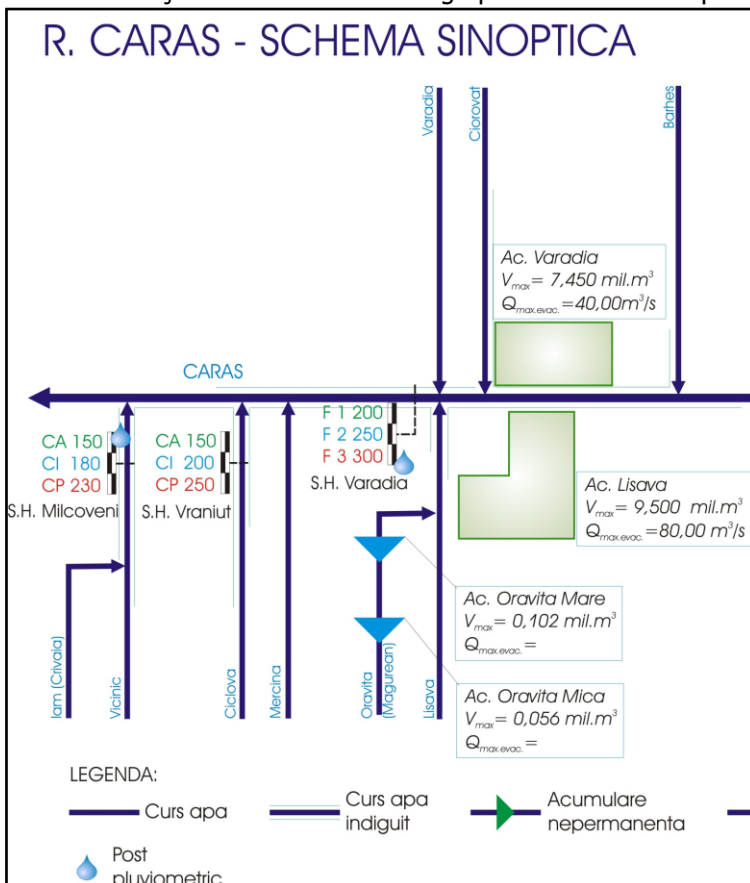 R. CARAS - SCHEMA SINOPTICA
Varadia
Ciorovat
Barhes
Ac. Varadia
Vmax= 7,450 mil.m³
Qmax.evac.=40,00m³/s
CARAS
CA 150
CI 180
CP 230
S.H. Milcoveni
CA 150
CI 200
CP 250
S.H. Vraniut
F 1 200
F 2 250
F 3 300
S.H. Varadia
Ac. Lisava
Vmax= 9,500 mil.m³
Qmax.evac.=80,00 m³/s
Ac. Oravita Mare
Vmax= 0,102 mil.m³
Qmax.evac.=
Ac. Oravita Mica
Vmax= 0,056 mil.m³
Qmax.evac.=
Iam (Crivaia)
Vicinic
Ciclova
Mercina
Oravita
(Magurean)
Lisava
LEGENDA:
Curs apa
Curs apa
indiguit
Acumulare
nepermanenta
Post
pluviometric